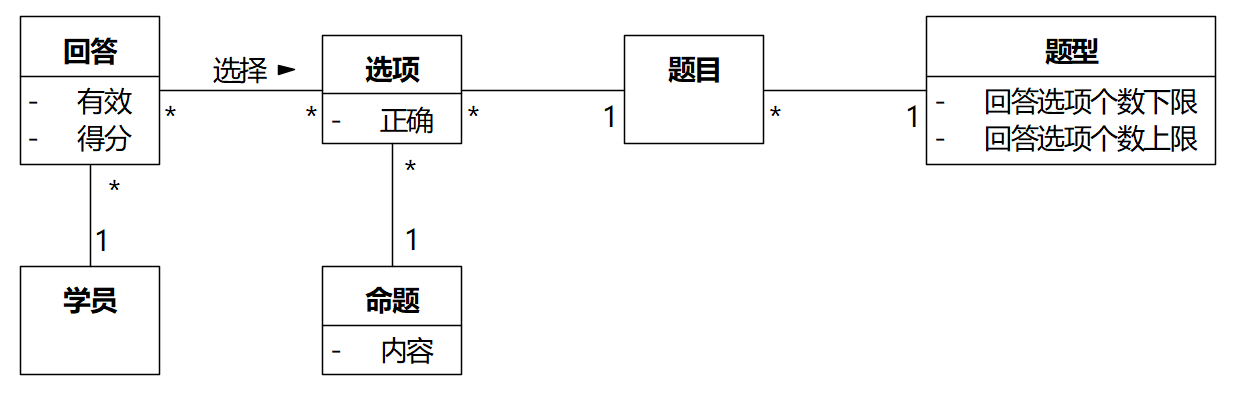 回答
- 有效
- 得分
选择 ►
选项
- 正确
题目
题型
- 回答选项个数下限
- 回答选项个数上限
*
*
*
1
*
1
*
1
*
1
学员
命题
- 内容